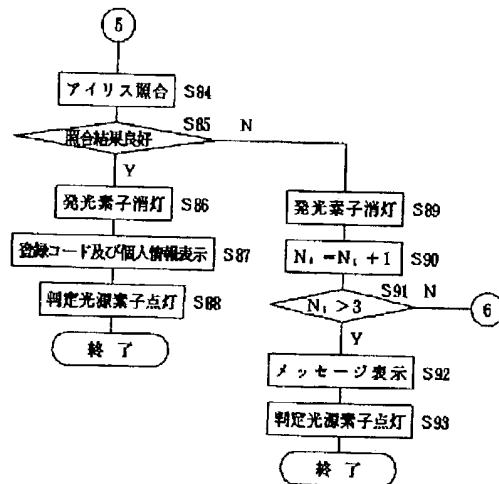 5
アイリス照合 S84
S85
照合結果良好 N
Y
発光素子消灯 S86
登録コード及び個人情報表示 S87
判定光源素子点灯 S88
終了
発光素子消灯 S89
N₁ =N₁ +1 S90
S91
N₁ >3 N
6
Y
メッセージ表示 S92
判定光源素子点灯 S93
終了